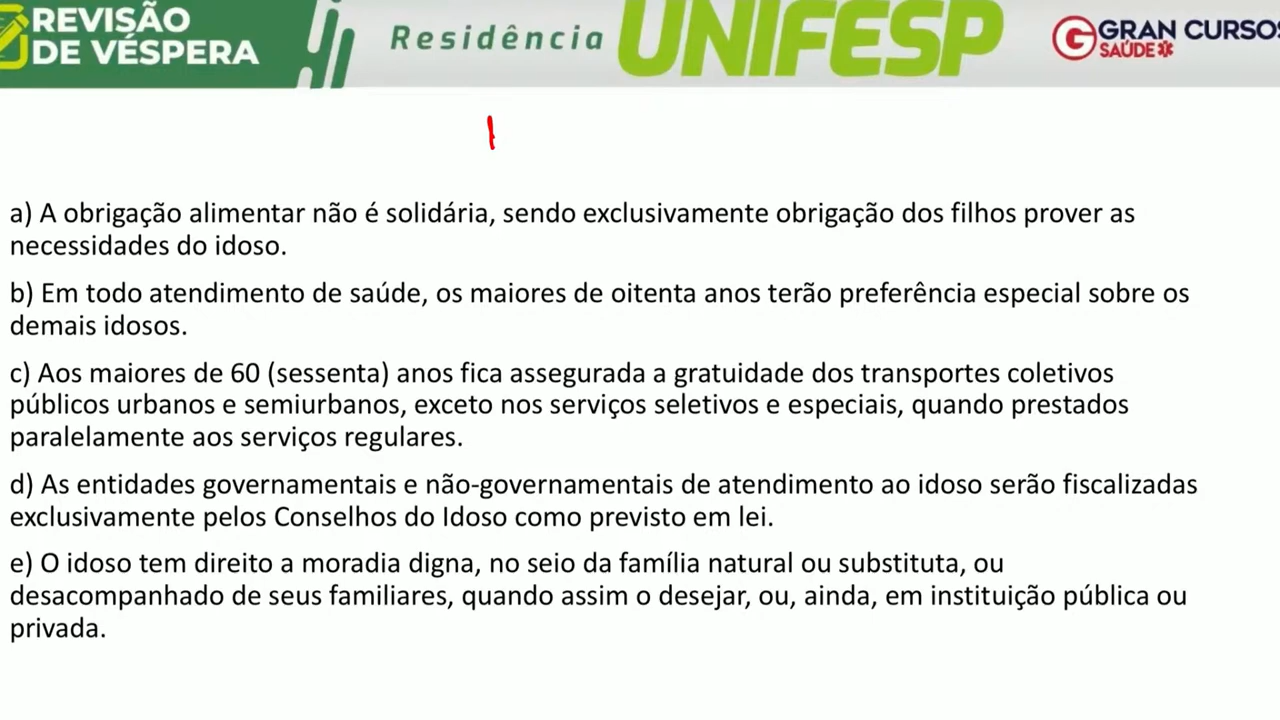 REVISÃO
DE VÉSPERA
Residência
UNIFESP
GRAN CURSOS
SAÚDE
a) A obrigação alimentar não é solidária, sendo exclusivamente obrigação dos filhos prover as
necessidades do idoso.
b) Em todo atendimento de saúde, os maiores de oitenta anos terão preferência especial sobre os
demais idosos.
c) Aos maiores de 60 (sessenta) anos fica assegurada a gratuidade dos transportes coletivos
públicos urbanos e semiurbanos, exceto nos serviços seletivos e especiais, quando prestados
paralelamente aos serviços regulares.
d) As entidades governamentais e não-governamentais de atendimento ao idoso serão fiscalizadas
exclusivamente pelos Conselhos do Idoso como previsto em lei.
e) O idoso tem direito a moradia digna, no seio da família natural ou substituta, ou
desacompanhado de seus familiares, quando assim o desejar, ou, ainda, em instituição pública ou
privada.